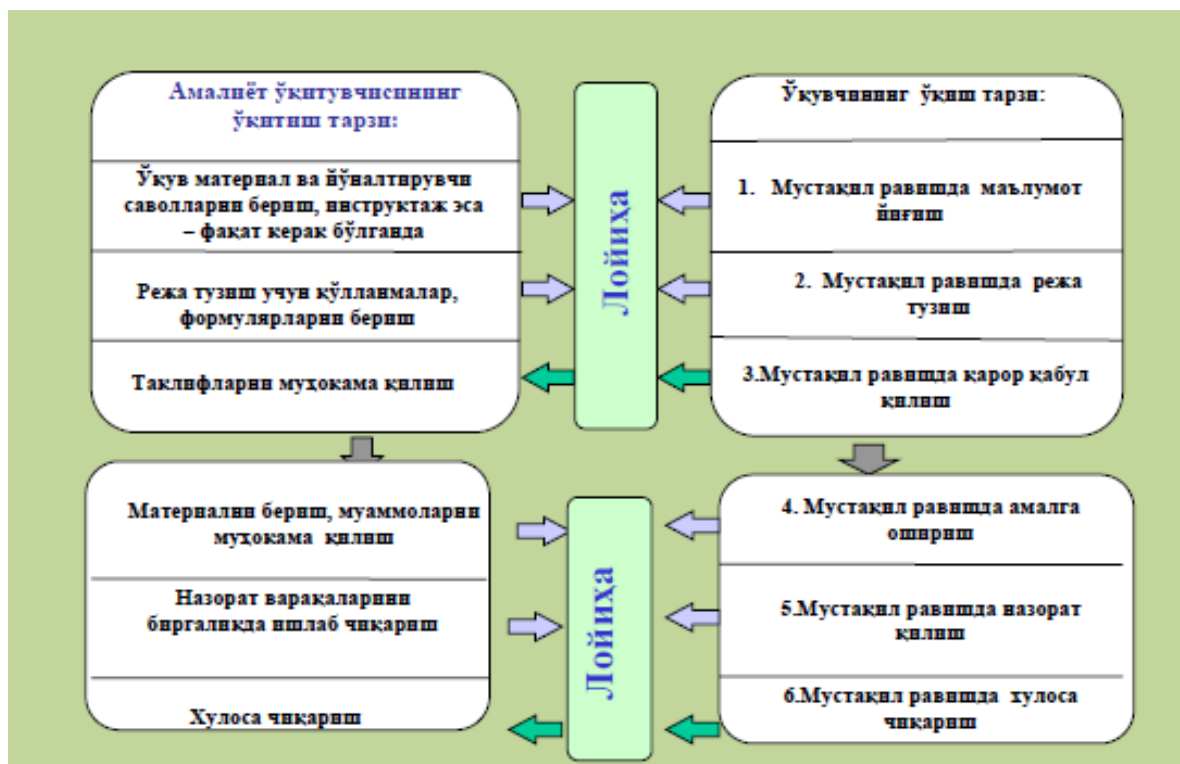 Амалиёт ўқитувчисининг
ўқитиш тарзи:
Ўқув материал ва йўналтирувчи
саволларни бериш, инструктаж эса
– фақат керак бўлганда
Режа тузиш учун қўлланмалар,
формулярларни бериш
Таклифларни муҳокама қилиш
Лойиҳа
Ўқувчининг ўқиш тарзи:
1. Мустақил равишда маълумот
йиғиш
2. Мустақил равишда режа
тузиш
3.Мустақил равишда қарор қабул
қилиш
Материални бериш, муаммоларни
муҳокама қилиш
Назорат варақаларини
биргаликда ишлаб чиқариш
Хулоса чиқариш
Лойиҳа
4. Мустақил равишда амалга
ошириш
5.Мустақил равишда назорат
қилиш
6.Мустақил равишда хулоса
чиқариш